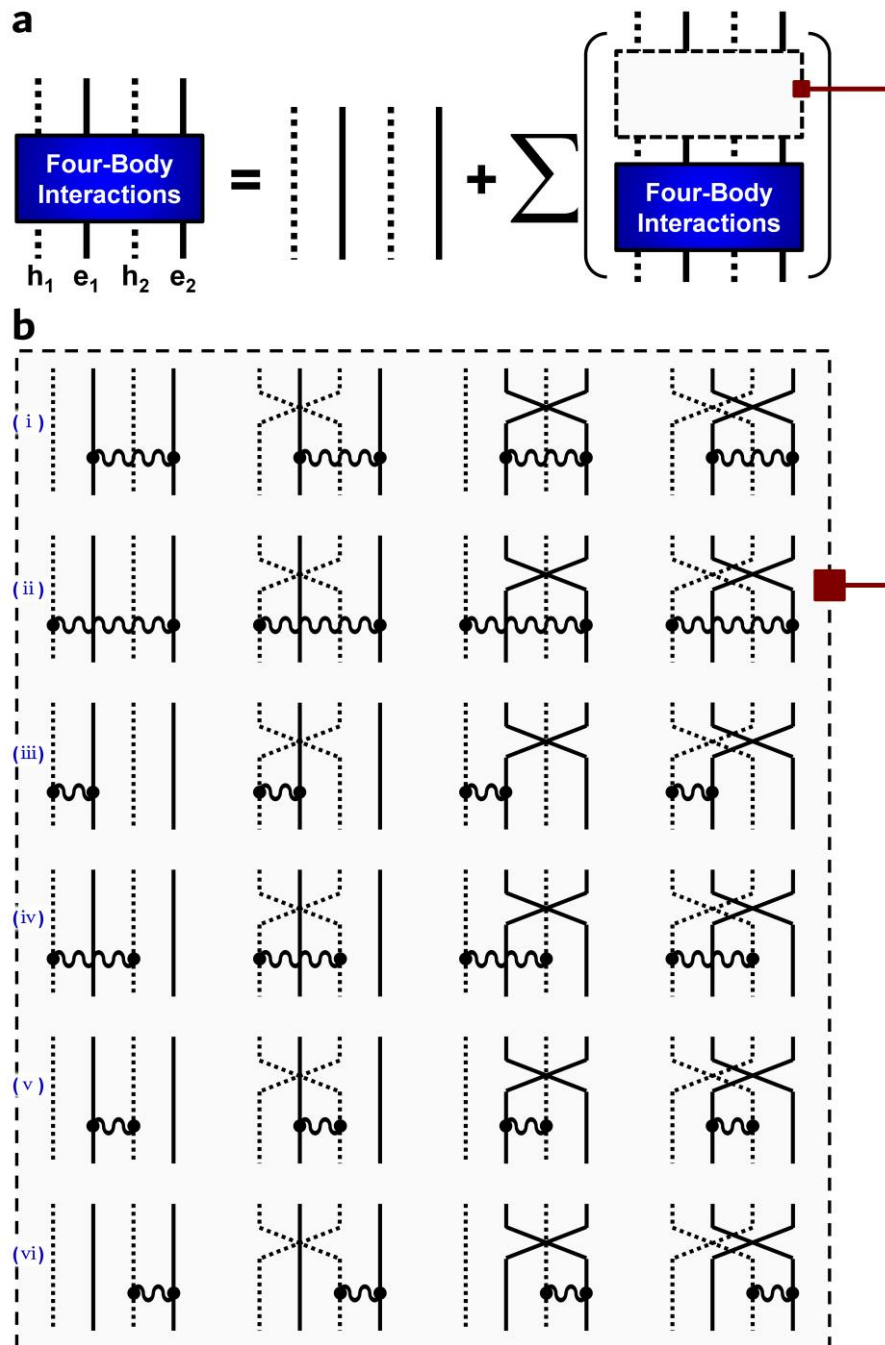 a
Four-Body
Interactions
=
+ ∑
Four-Body
Interactions
h₁ e₁ h₂ e₂
b
(i)
(ii)
(iii)
(iv)
(v)
(vi)